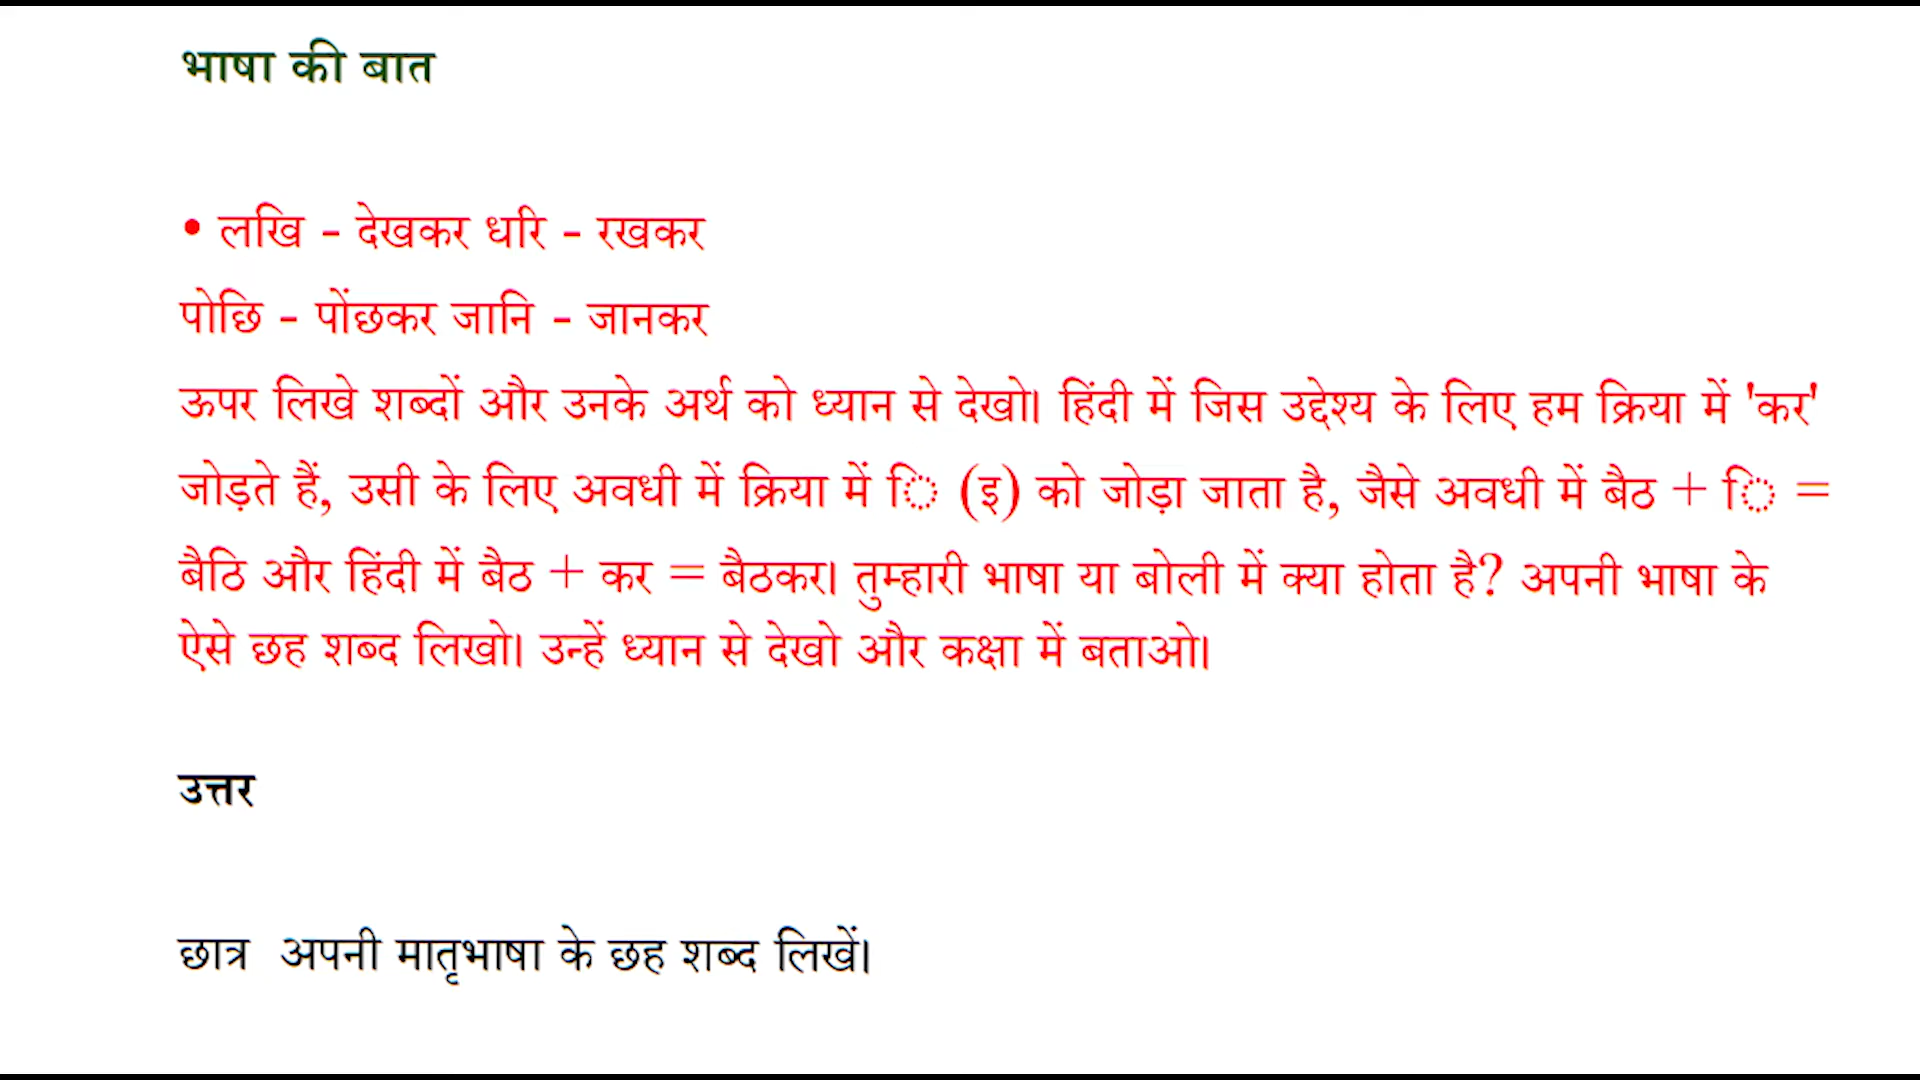 भाषा की बात
• लखि - देखकर धरि - रखकर
पोछि - पोंछकर जानि - जानकर
ऊपर लिखे शब्दों और उनके अर्थ को ध्यान से देखो। हिंदी में जिस उद्देश्य के लिए हम क्रिया में 'कर'
जोड़ते हैं, उसी के लिए अवधी में क्रिया में ि (इ) को जोड़ा जाता है, जैसे अवधी में बैठ + ि =
बैठि और हिंदी में बैठ + कर = बैठकर। तुम्हारी भाषा या बोली में क्या होता है? अपनी भाषा के
ऐसे छह शब्द लिखो। उन्हें ध्यान से देखो और कक्षा में बताओ।
उत्तर
छात्र अपनी मातृभाषा के छह शब्द लिखें।